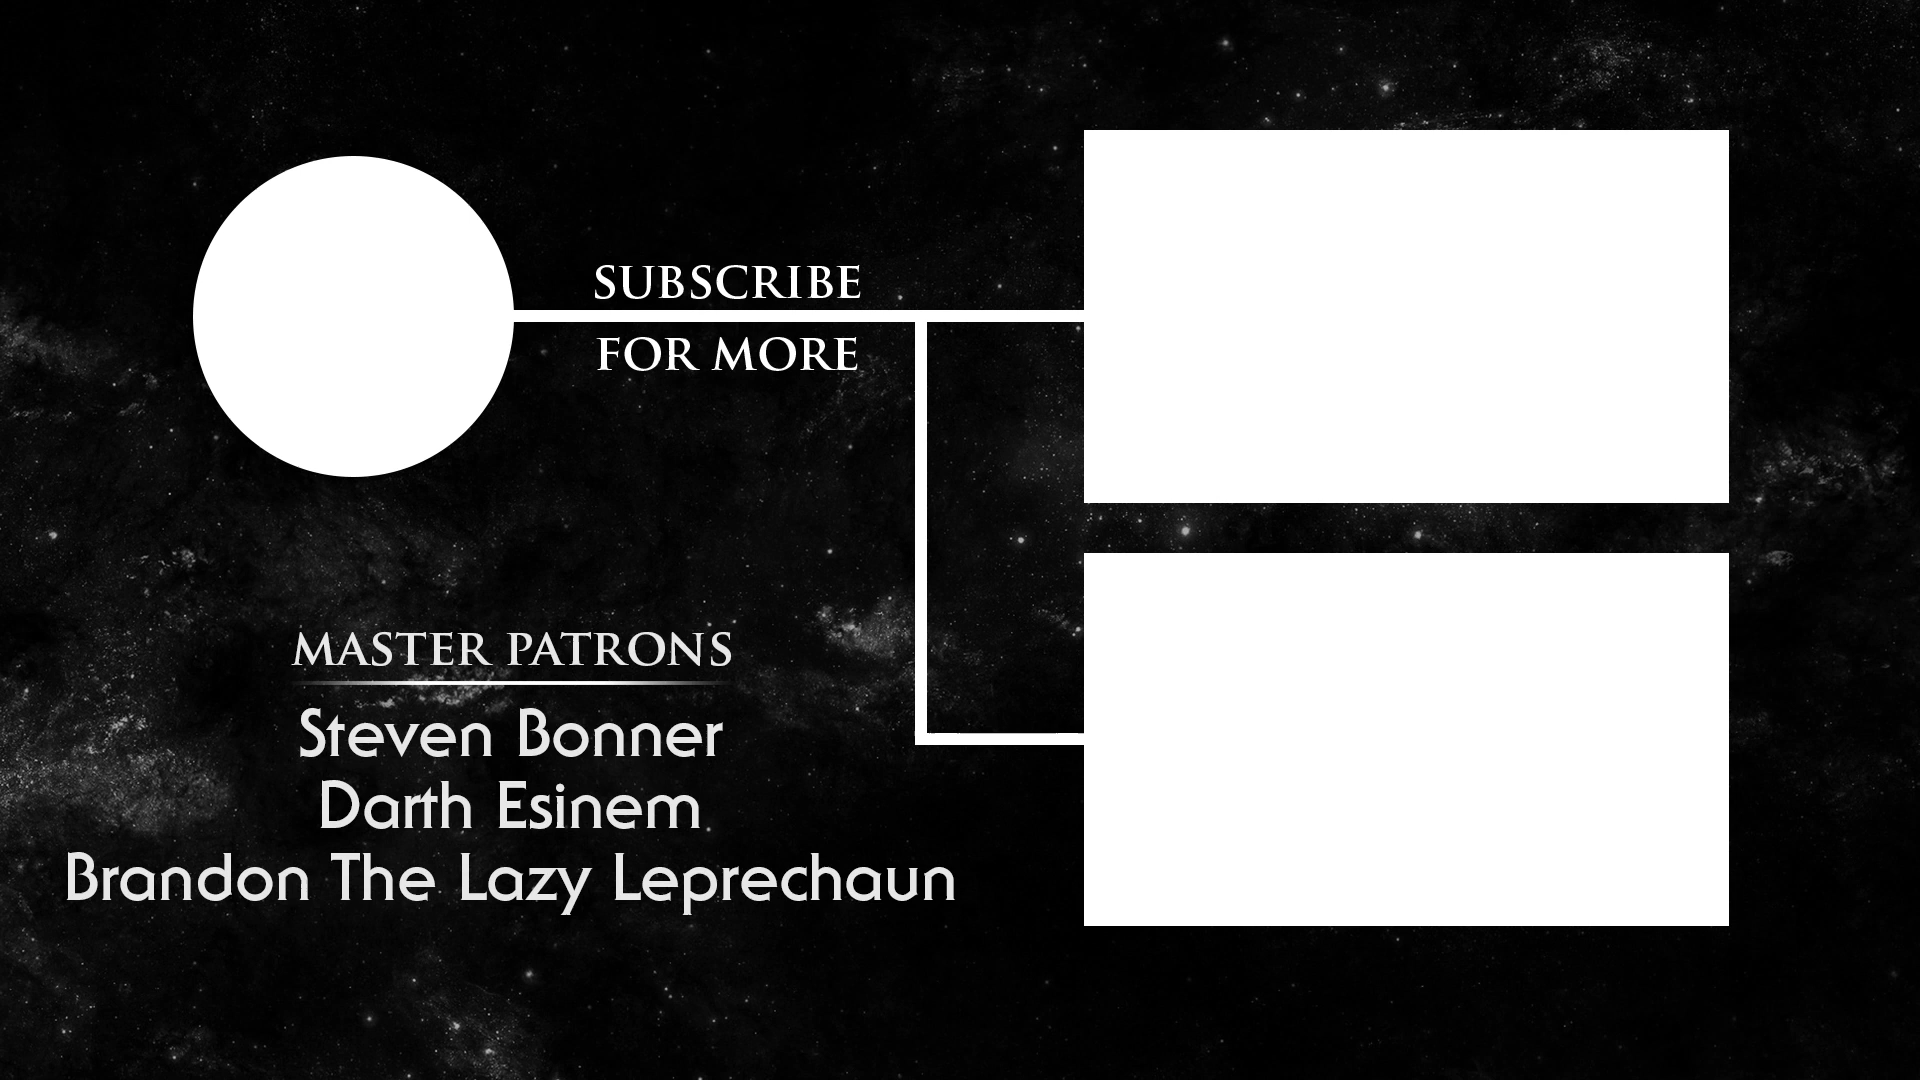 SUBSCRIBE
FOR MORE
MASTER PATRONS
Steven Bonner
Darth Esinem
Brandon The Lazy Leprechaun